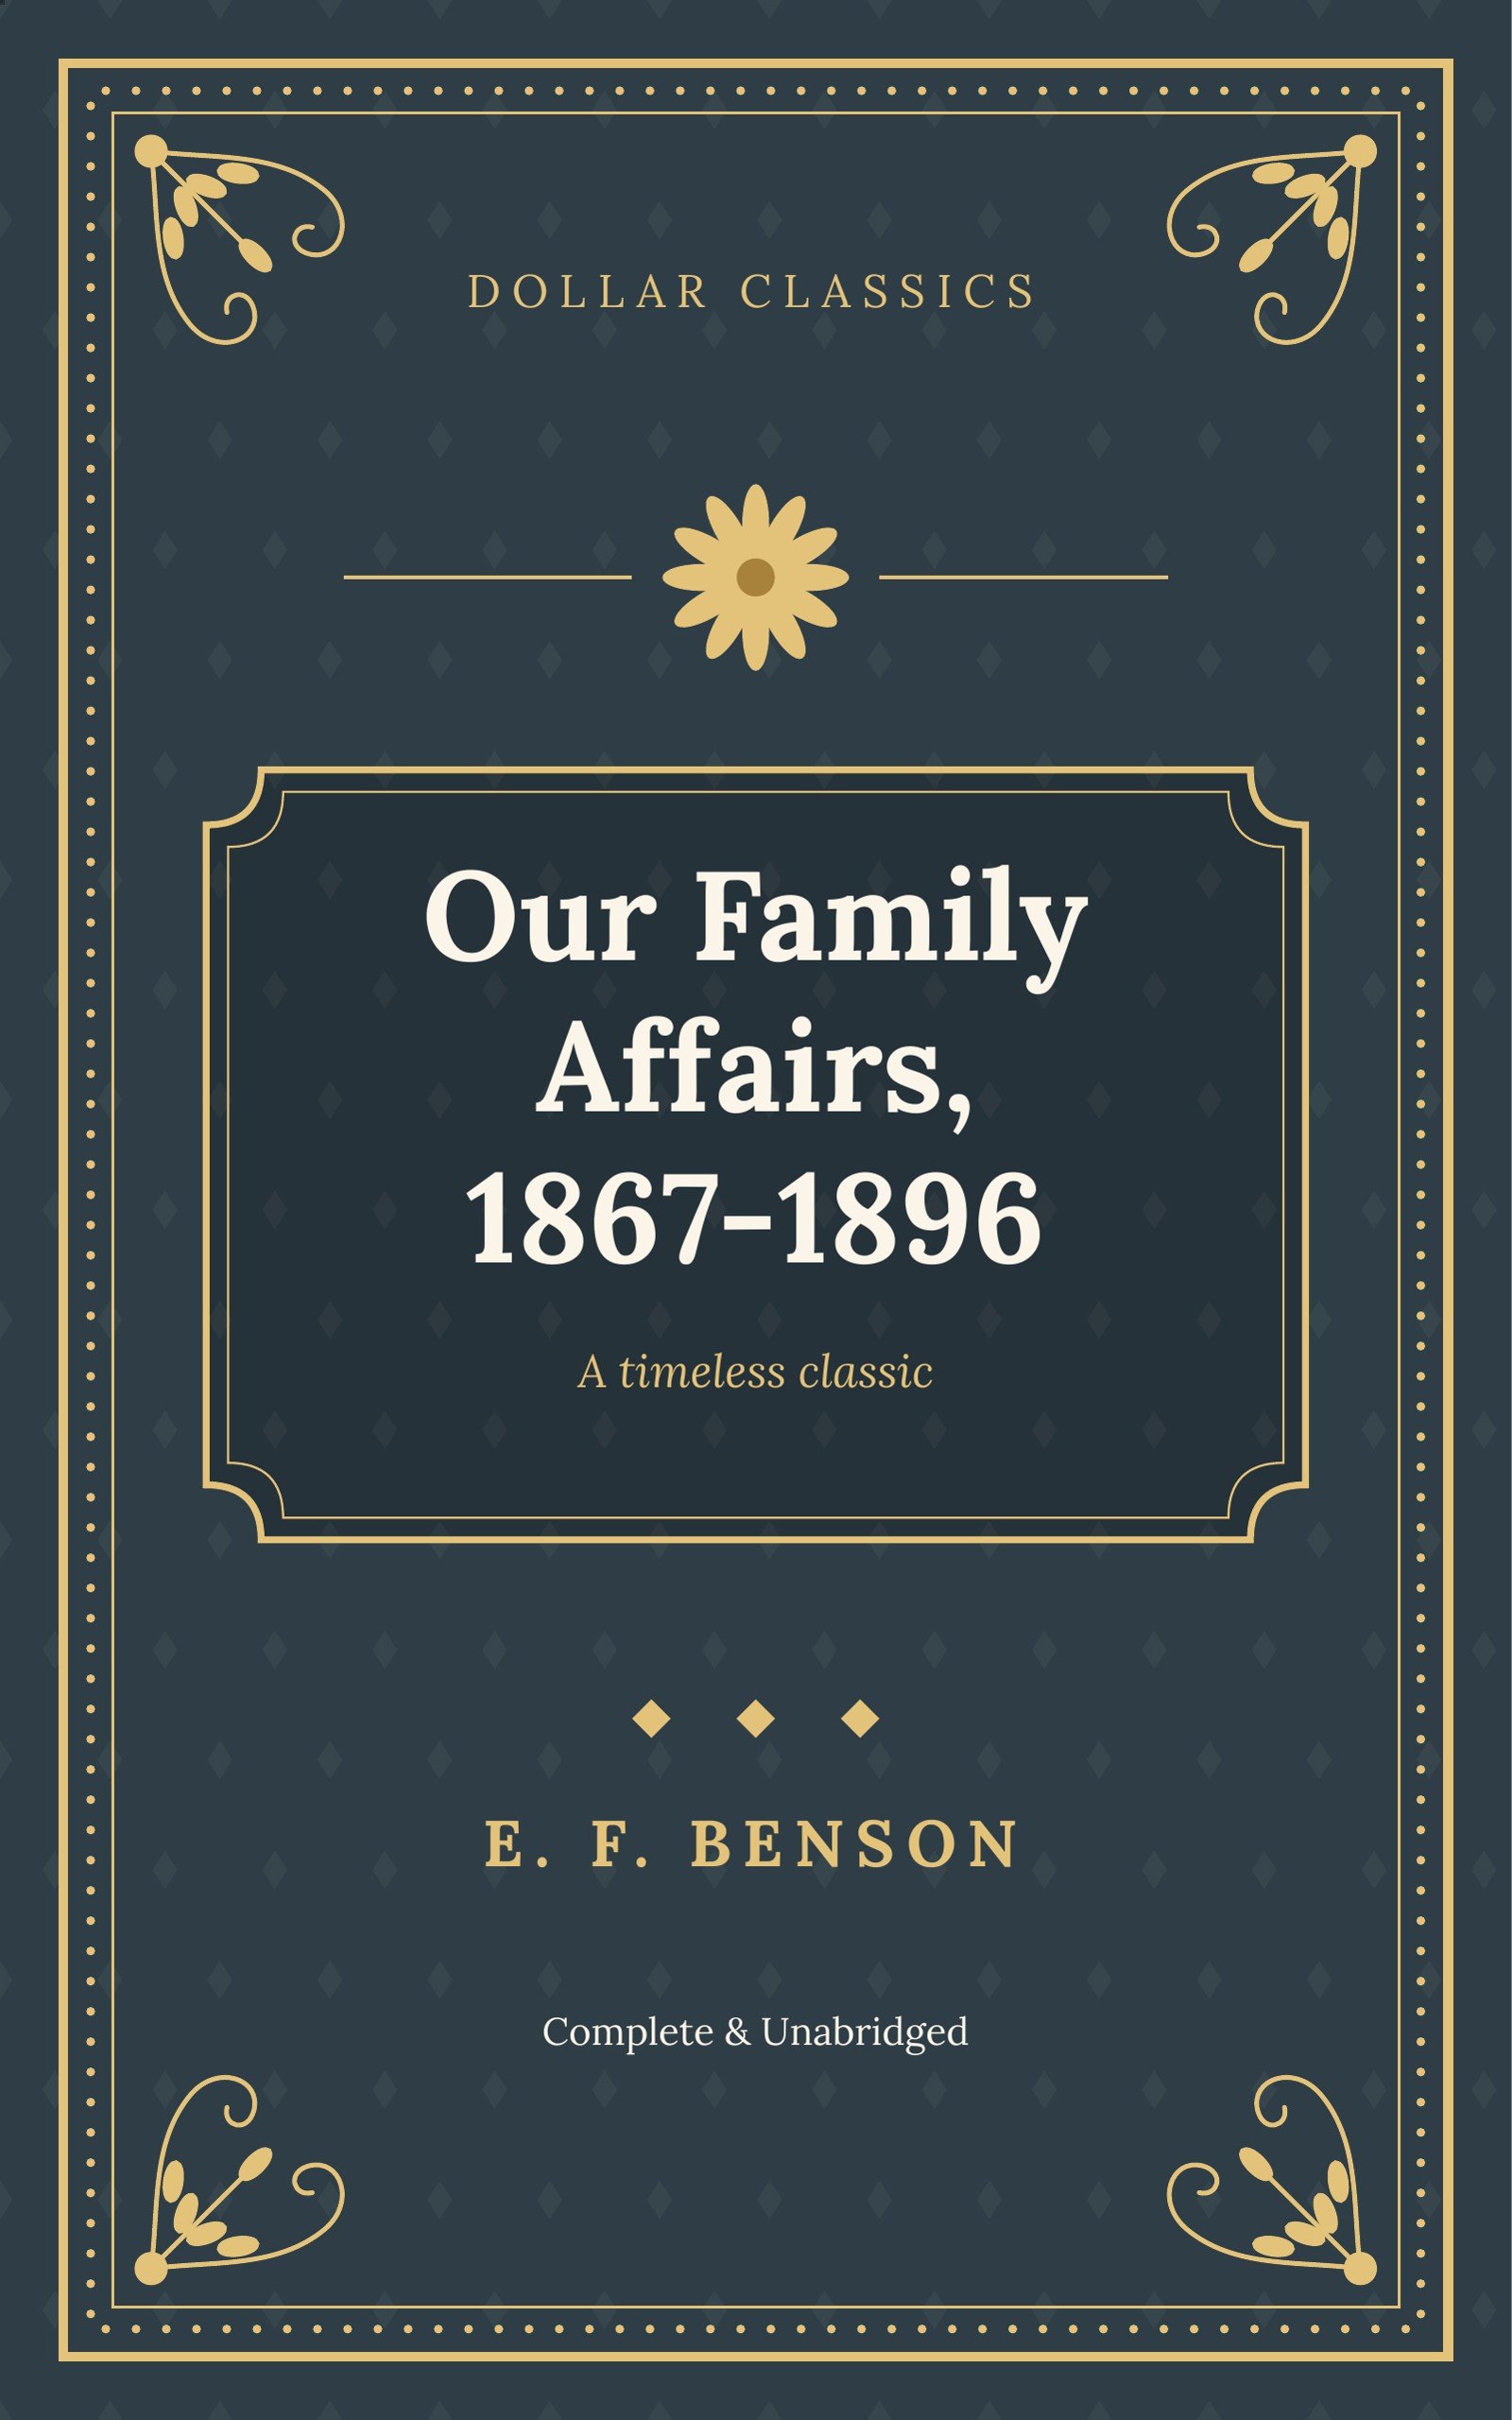 DOLLAR CLASSICS
Our Family
Affairs,
1867–1896
A timeless classic
E. F. BENSON
Complete & Unabridged